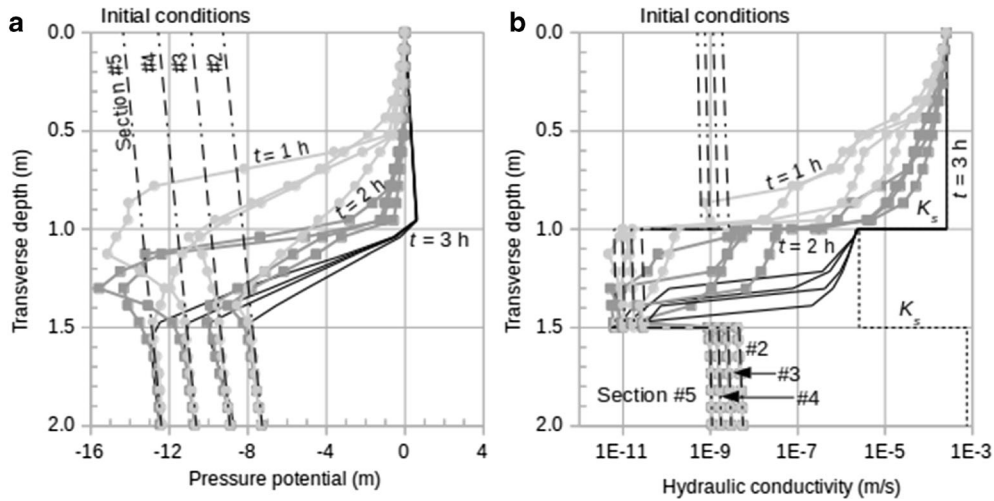 a
Initial conditions
0.0
0.5
1.0
1.5
2.0
Transverse depth (m)
Section #5
#4
#3
#2
t = 1 h
t = 2 h
t = 3 h
-16
-12
-8
-4
0
4
Pressure potential (m)
b
Initial conditions
0.0
0.5
1.0
1.5
2.0
Transverse depth (m)
t = 1 h
t = 3 h
Ks
t = 2 h
Ks
#2
#3
Section #5
#4
1E-11
1E-9
1E-7
1E-5
1E-3
Hydraulic conductivity (m/s)